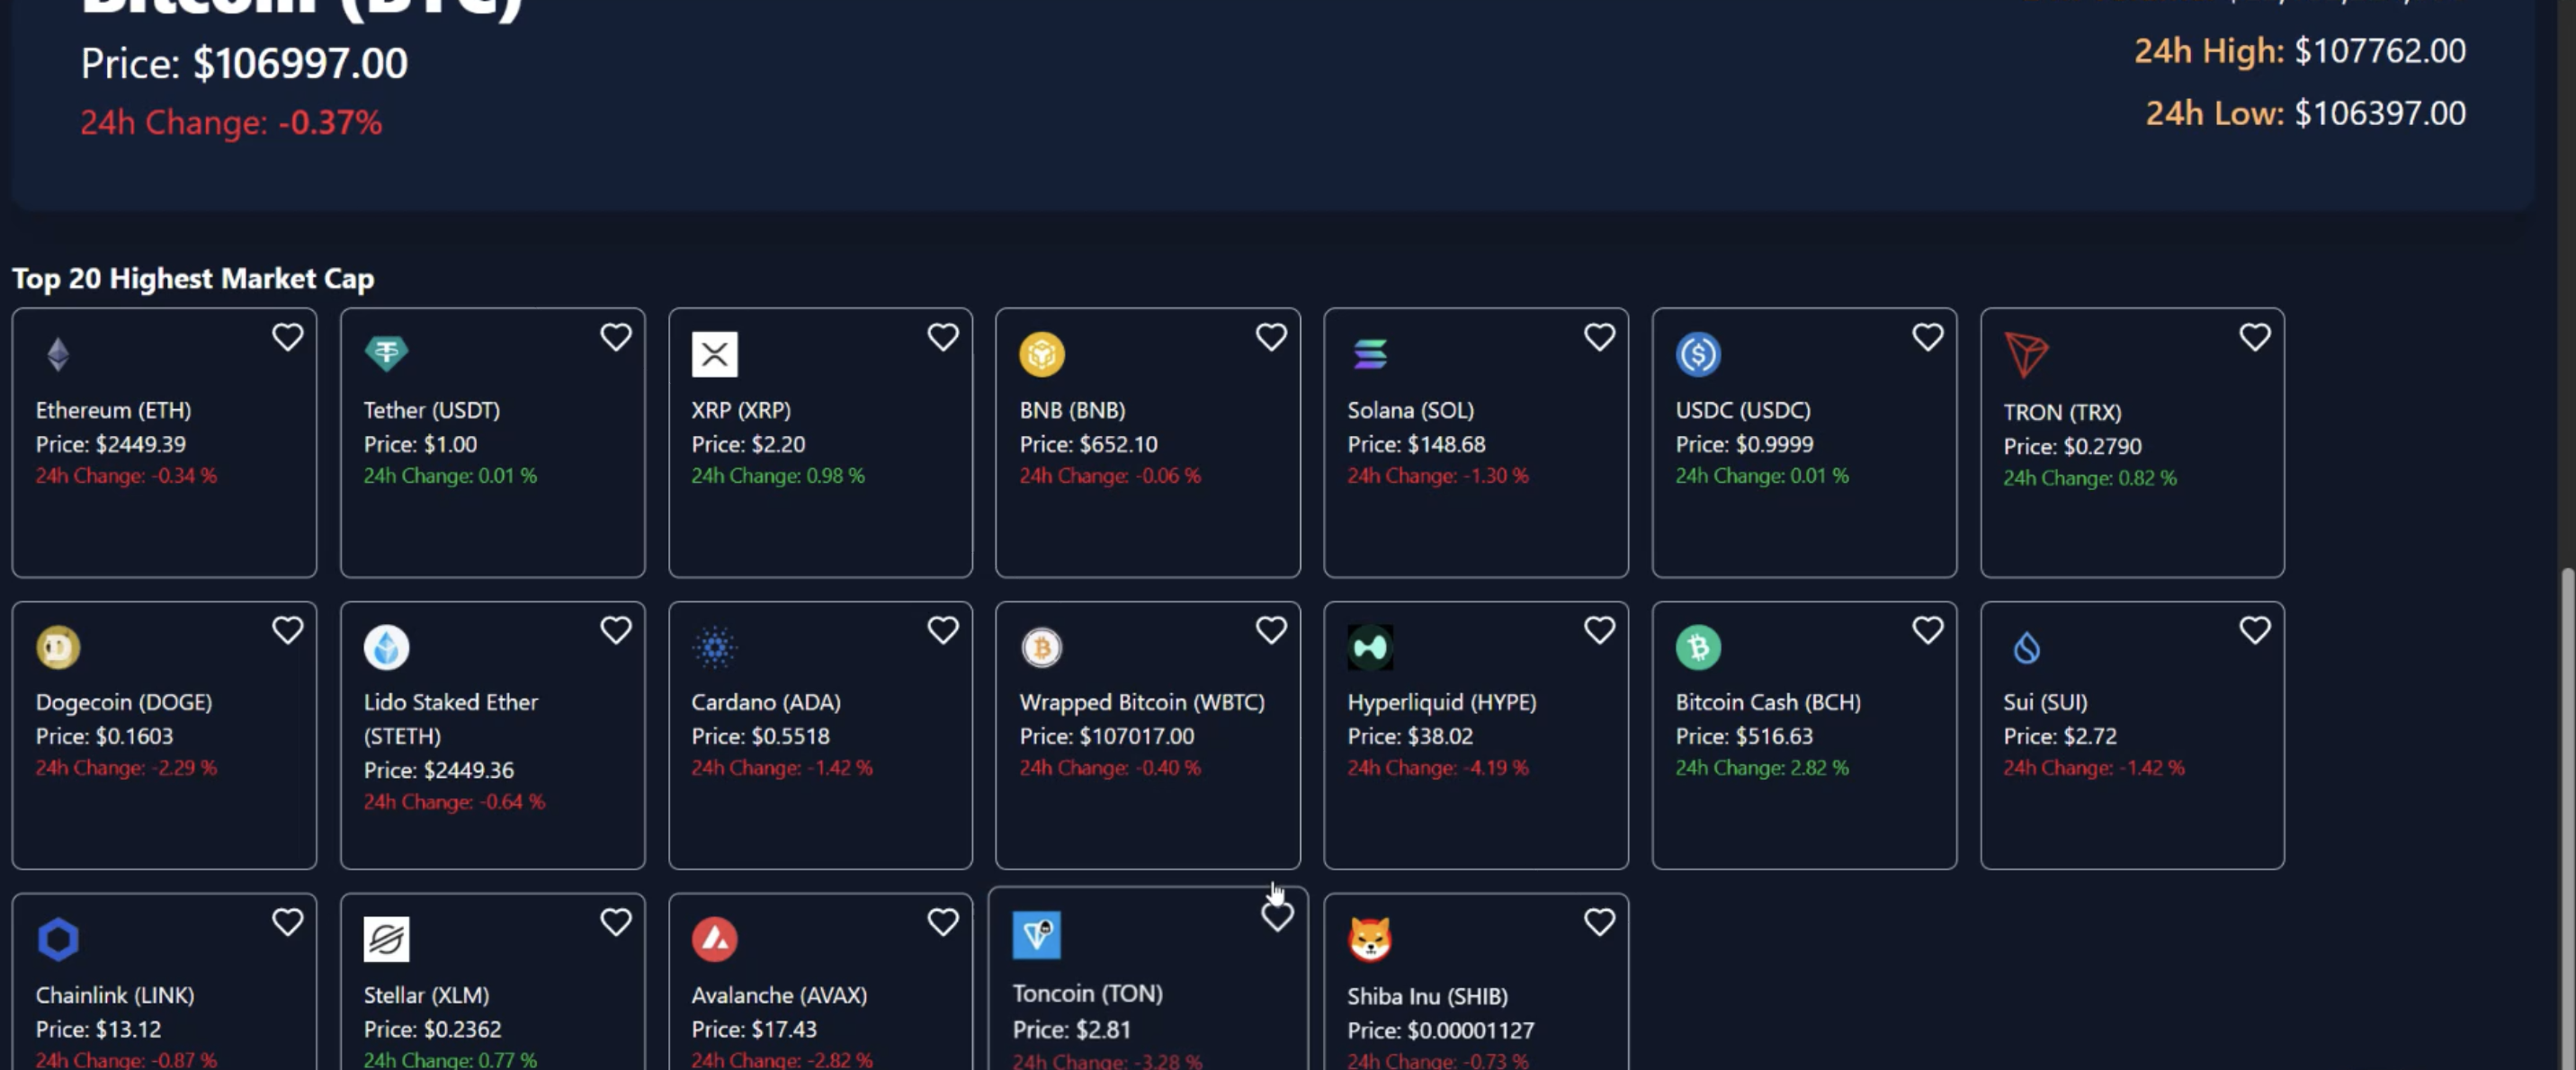 Bitcoin (BTC)
Price: $106997.00
24h Change: -0.37%
24h High: $107762.00
24h Low: $106397.00
Top 20 Highest Market Cap
Ethereum (ETH)
Price: $2449.39
24h Change: -0.34 %
Tether (USDT)
Price: $1.00
24h Change: 0.01 %
XRP (XRP)
Price: $2.20
24h Change: 0.98 %
BNB (BNB)
Price: $652.10
24h Change: -0.06 %
Solana (SOL)
Price: $148.68
24h Change: -1.30 %
USDC (USDC)
Price: $0.9999
24h Change: 0.01 %
TRON (TRX)
Price: $0.2790
24h Change: 0.82 %
Dogecoin (DOGE)
Price: $0.1603
24h Change: -2.29 %
Lido Staked Ether
(STETH)
Price: $2449.36
24h Change: -0.64 %
Cardano (ADA)
Price: $0.5518
24h Change: -1.42 %
Wrapped Bitcoin (WBTC)
Price: $107017.00
24h Change: -0.40 %
Hyperliquid (HYPE)
Price: $38.02
24h Change: -4.19 %
Bitcoin Cash (BCH)
Price: $516.63
24h Change: 2.82 %
Sui (SUI)
Price: $2.72
24h Change: -1.42 %
Chainlink (LINK)
Price: $13.12
24h Change: -0.87 %
Stellar (XLM)
Price: $0.2362
24h Change: 0.77 %
Avalanche (AVAX)
Price: $17.43
24h Change: -2.82 %
Toncoin (TON)
Price: $2.81
24h Change: -3.28 %
Shiba Inu (SHIB)
Price: $0.00001127
24h Change: -0.73 %